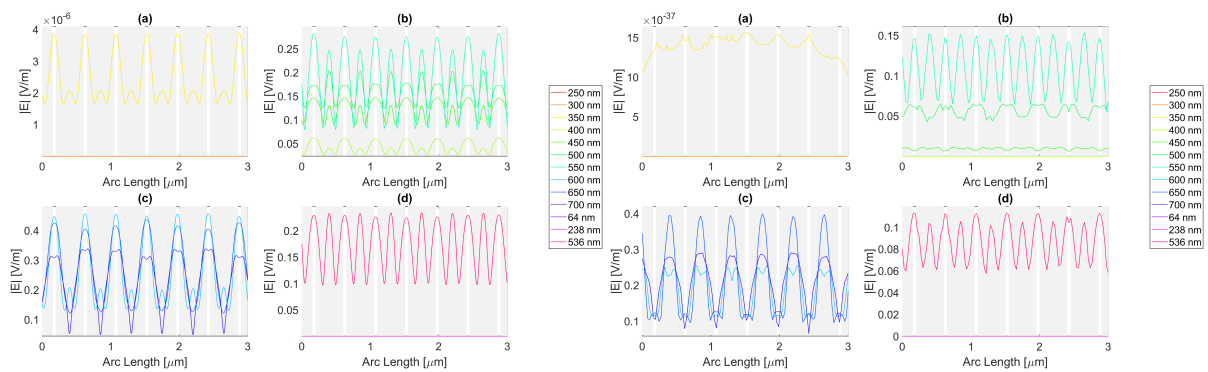 (a)
×10⁻⁶
4
3
2
1
|E| [V/m]
0 1 2 3
Arc Length [μm]
(b)
0.25
0.2
0.15
0.1
0.05
|E| [V/m]
0 1 2 3
Arc Length [μm]
(c)
0.4
0.3
0.2
0.1
|E| [V/m]
0 1 2 3
Arc Length [μm]
(d)
0.2
0.15
0.1
0.05
|E| [V/m]
0 1 2 3
Arc Length [μm]
250 nm
300 nm
350 nm
400 nm
450 nm
500 nm
550 nm
600 nm
650 nm
700 nm
64 nm
238 nm
536 nm
(a)
×10⁻³⁷
15
10
5
|E| [V/m]
0 1 2 3
Arc Length [μm]
(b)
0.15
0.1
0.05
|E| [V/m]
0 1 2 3
Arc Length [μm]
(c)
0.4
0.3
0.2
0.1
|E| [V/m]
0 1 2 3
Arc Length [μm]
(d)
0.1
0.08
0.06
0.04
0.02
0
|E| [V/m]
0 1 2 3
Arc Length [μm]
250 nm
300 nm
350 nm
400 nm
450 nm
500 nm
550 nm
600 nm
650 nm
700 nm
64 nm
238 nm
536 nm